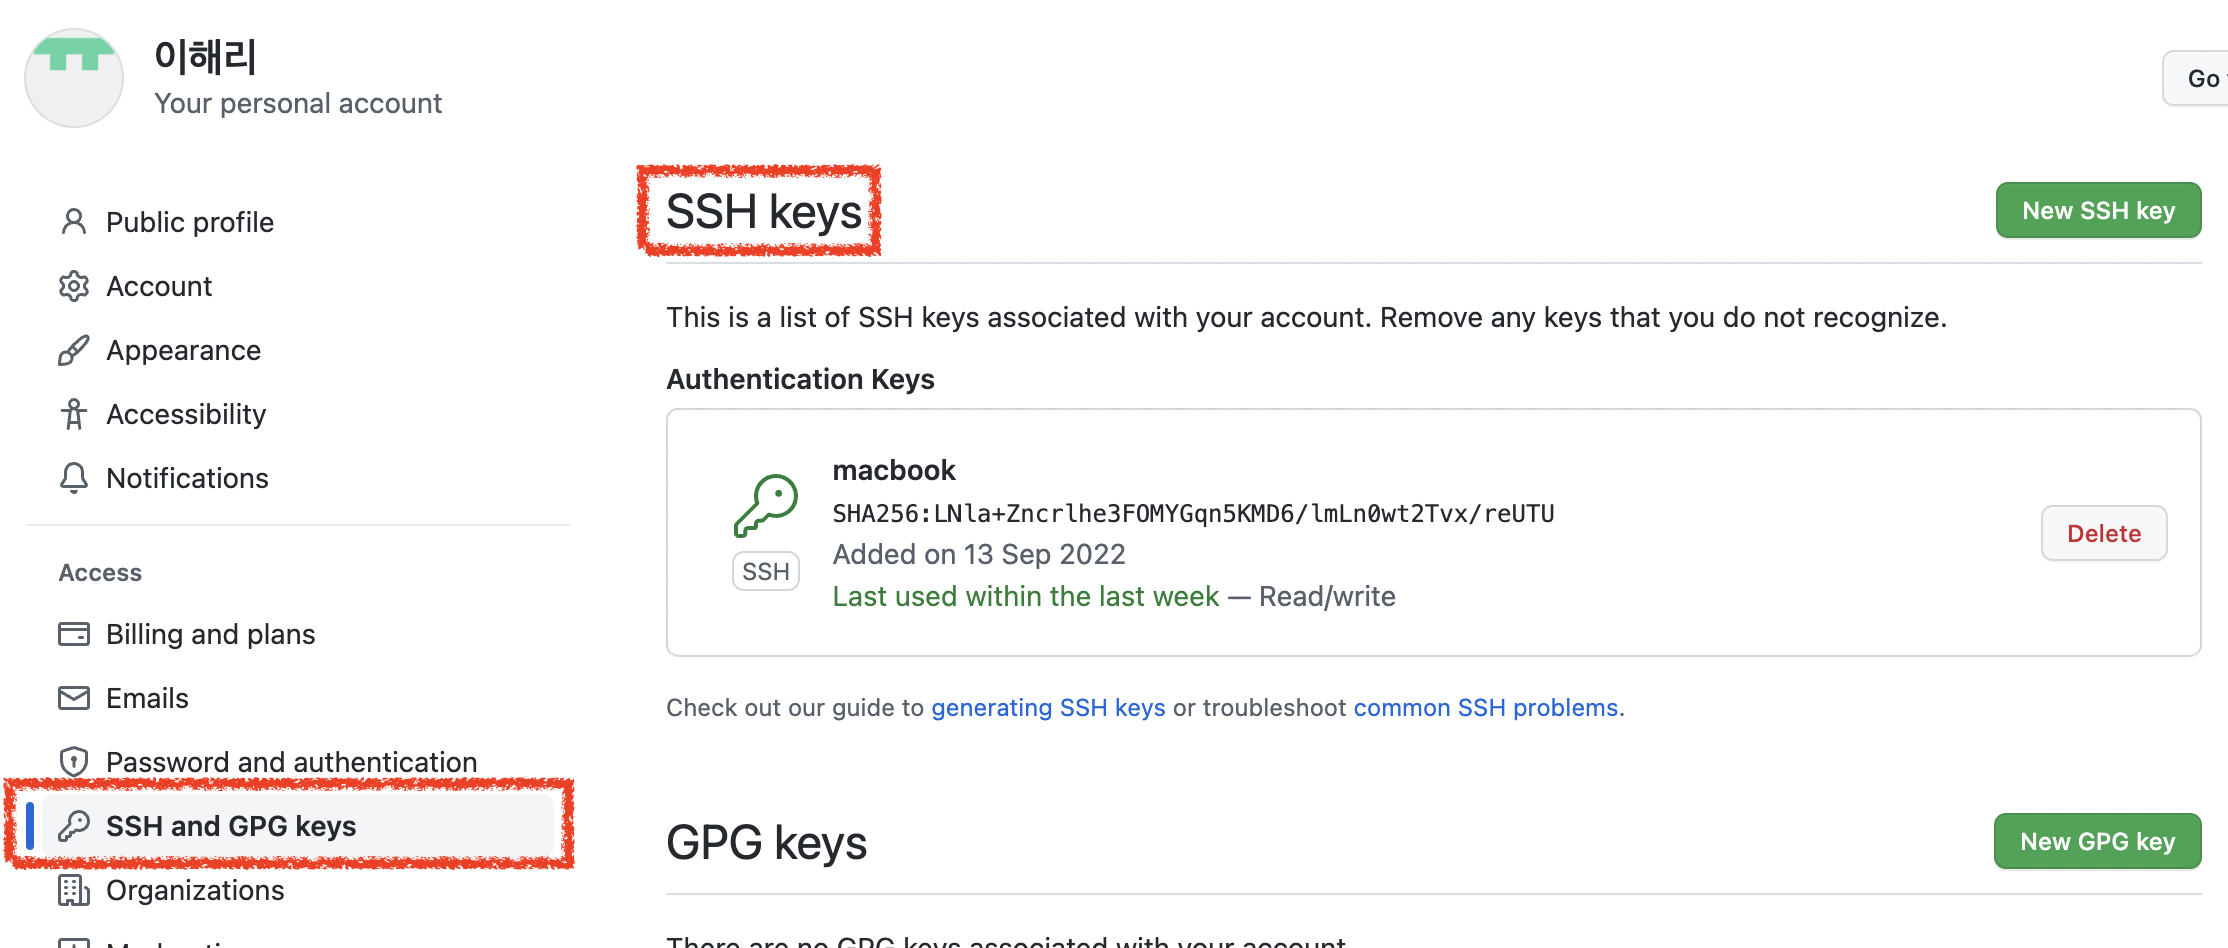 이해리
Your personal account
Go
Public profile
Account
Appearance
Accessibility
Notifications
Access
Billing and plans
Emails
Password and authentication
SSH and GPG keys
Organizations
SSH keys
New SSH key
This is a list of SSH keys associated with your account. Remove any keys that you do not recognize.
Authentication Keys
macbook
SHA256:LNla+Zncrlhe3FOMYGqn5KMD6/lmLn0wt2Tvx/reUTU
Added on 13 Sep 2022
Last used within the last week — Read/write
SSH
Delete
Check out our guide to generating SSH keys or troubleshoot common SSH problems.
GPG keys
New GPG key
There are no GPG keys associated with your account.